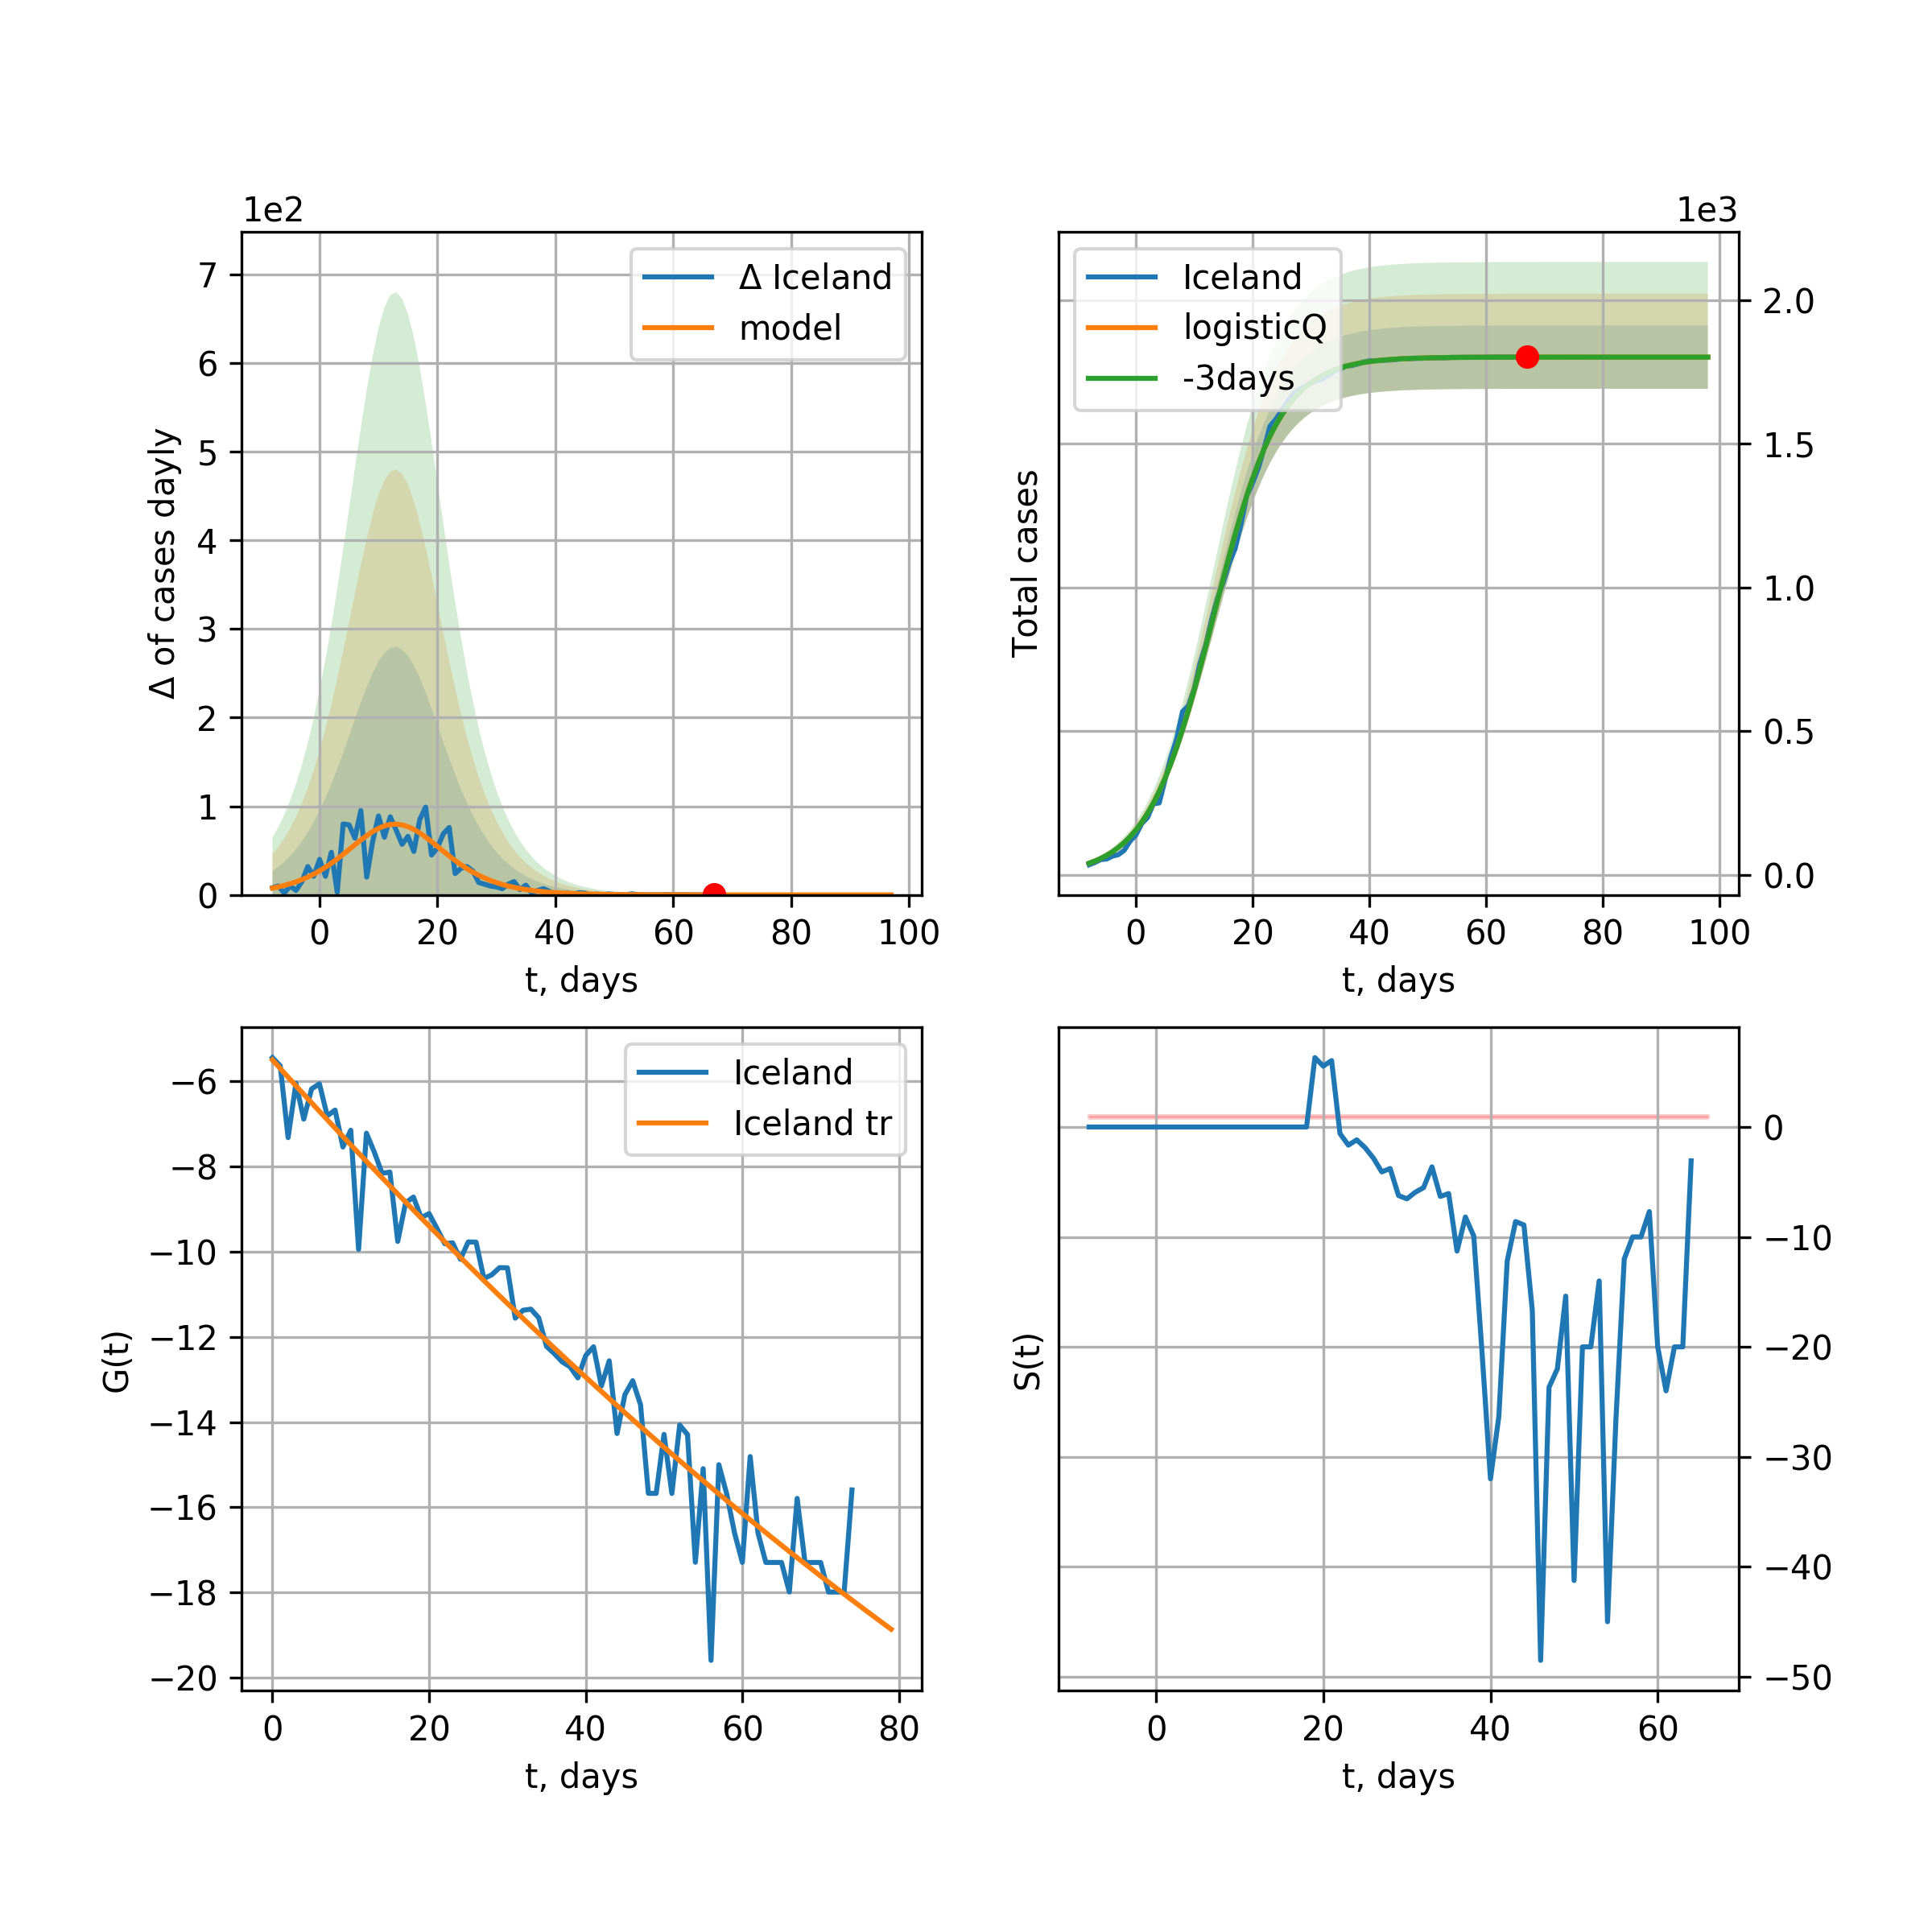 1e2
Δ of cases dayly
7
6
5
4
3
2
1
0
0 20 40 60 80 100
t, days
Δ Iceland
model
1e3
Total cases
Iceland
logisticQ
-3days
2.0
1.5
1.0
0.5
0.0
0 20 40 60 80 100
t, days
G(t)
−6
−8
−10
−12
−14
−16
−18
−20
0 20 40 60 80
t, days
Iceland
Iceland tr
S(t)
0
−10
−20
−30
−40
−50
0 20 40 60
t, days